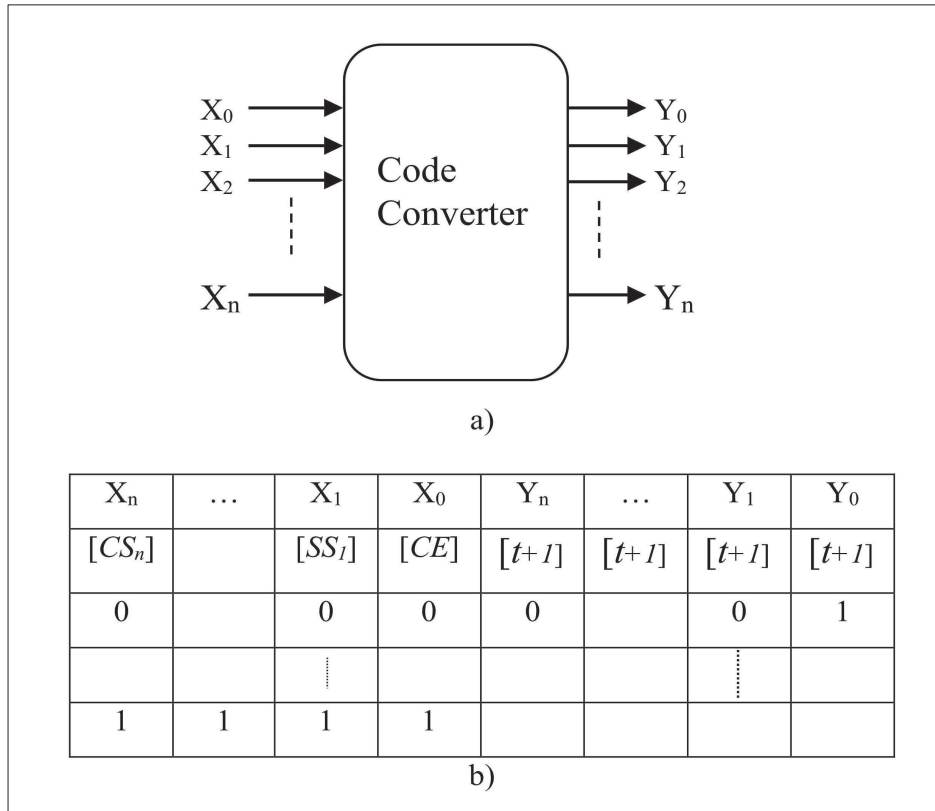 X₀ Y₀
X₁ Y₁
X₂ Y₂
Code
Converter
Xₙ Yₙ
a)
Xₙ … X₁ X₀ Yₙ … Y₁ Y₀
[CSₙ] [SS₁] [CE] [t+1] [t+1] [t+1] [t+1]
0 0 0 0 0 1
1 1 1 1
b)